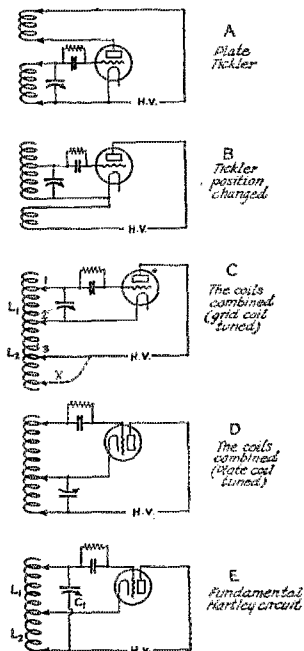 A
Plate
Tickler
H.V.
B
Tickler
position
changed
H.V.
C
The coils
combined
(grid coil
tuned)
L1
1
2
L2
3
X
H.V.
D
The coils
combined
(Plate coil
tuned)
H.V.
E
Fundamental
Hartley circuit
L1
C1
L2
H.V.